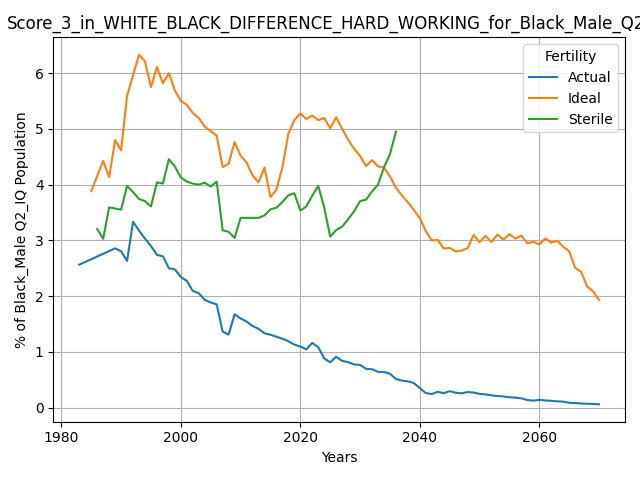 Score_3_in_WHITE_BLACK_DIFFERENCE_HARD_WORKING_for_Black_Male_Q2
Fertility
Actual
Ideal
Sterile
% of Black_Male Q2_IQ Population
6
5
4
3
2
1
0
1980 2000 2020 2040 2060
Years